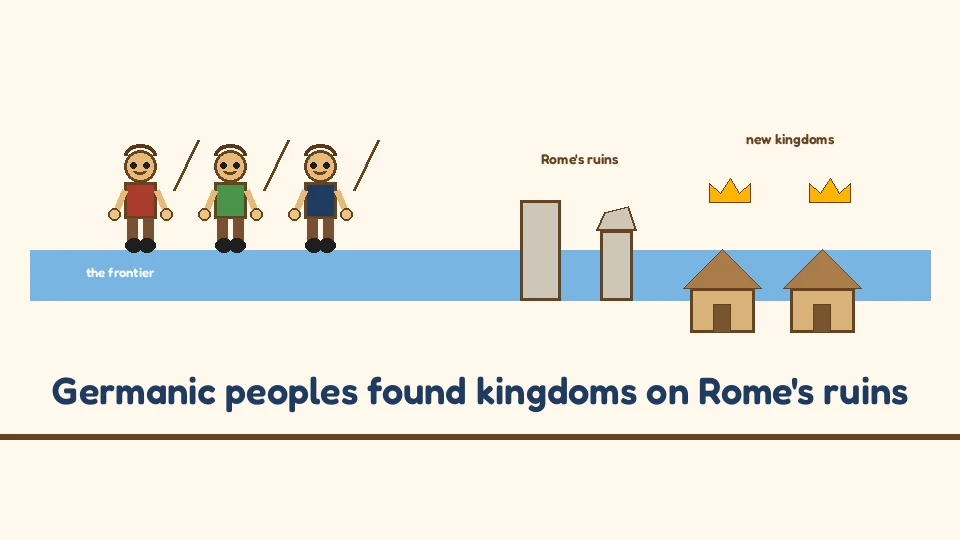 new kingdoms
Rome's ruins
the frontier
Germanic peoples found kingdoms on Rome's ruins